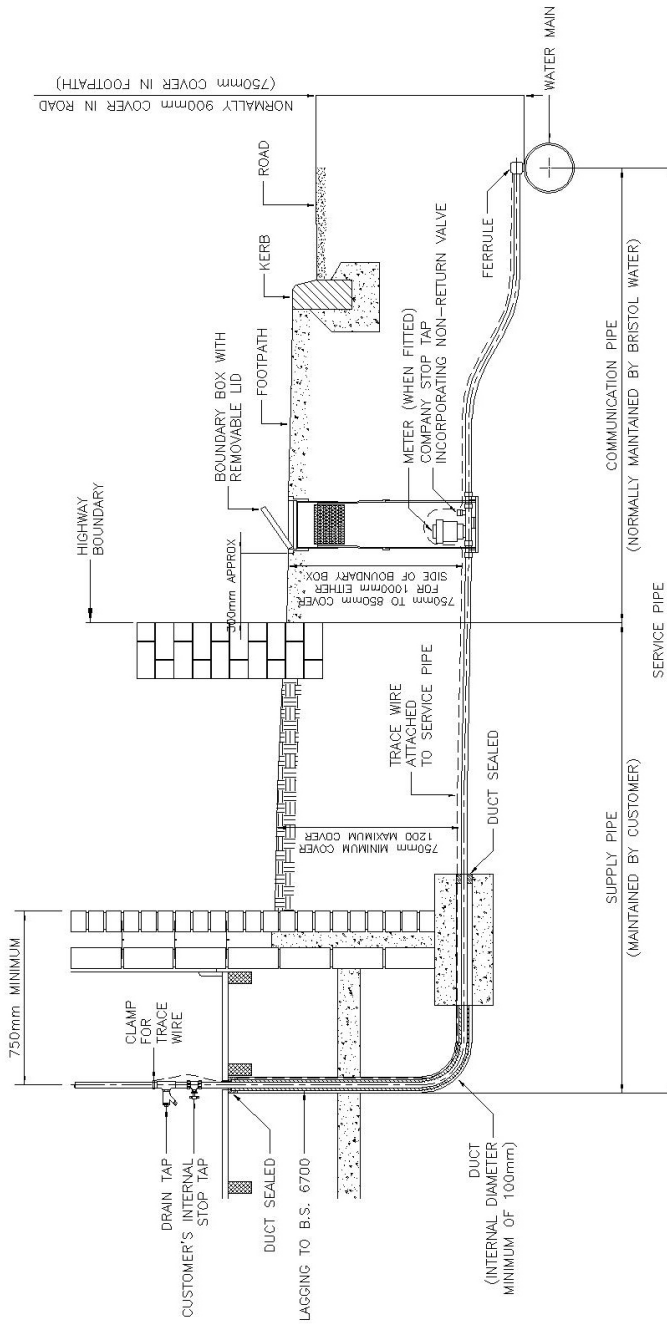 750mm MINIMUM
CLAMP
FOR
TRACE
WIRE
DRAIN TAP
CUSTOMER'S INTERNAL
STOP TAP
DUCT SEALED
LAGGING TO B.S. 6700
DUCT
(INTERNAL DIAMETER
MINIMUM OF 100mm)
750mm MINIMUM COVER
1200 MAXIMUM COVER
TRACE WIRE
ATTACHED
TO SERVICE PIPE
DUCT SEALED
HIGHWAY
BOUNDARY
300mm APPROX
BOUNDARY BOX WITH
REMOVABLE LID
FOOTPATH
KERB
ROAD
750mm TO 850mm COVER
FOR 1000mm EITHER
SIDE OF BOUNDARY BOX
METER (WHEN FITTED)
COMPANY STOP TAP
INCORPORATING NON-RETURN VALVE
FERRULE
NORMALLY 900mm COVER IN ROAD
(750mm COVER IN FOOTPATH)
WATER MAIN
SUPPLY PIPE
(MAINTAINED BY CUSTOMER)
COMMUNICATION PIPE
(NORMALLY MAINTAINED BY BRISTOL WATER)
SERVICE PIPE